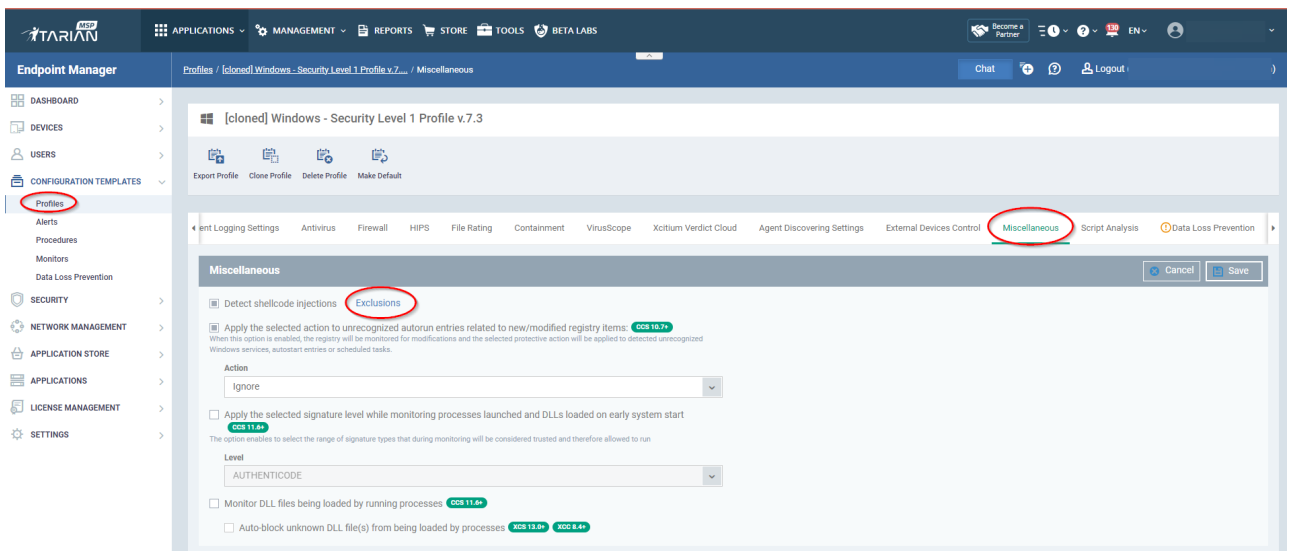 MSP
ITARIAN
APPLICATIONS
MANAGEMENT
REPORTS
STORE
TOOLS
BETA LABS
Become a
Partner
130
EN
Endpoint Manager
Profiles / [cloned] Windows - Security Level 1 Profile v.7.... / Miscellaneous
Chat
Logout
DASHBOARD
DEVICES
USERS
CONFIGURATION TEMPLATES
Profiles
Alerts
Procedures
Monitors
Data Loss Prevention
SECURITY
NETWORK MANAGEMENT
APPLICATION STORE
APPLICATIONS
LICENSE MANAGEMENT
SETTINGS
[cloned] Windows - Security Level 1 Profile v.7.3
Export Profile
Clone Profile
Delete Profile
Make Default
ent Logging Settings
Antivirus
Firewall
HIPS
File Rating
Containment
VirusScope
Xcitium Verdict Cloud
Agent Discovering Settings
External Devices Control
Miscellaneous
Script Analysis
Data Loss Prevention
Miscellaneous
Cancel
Save
Detect shellcode injections Exclusions
Apply the selected action to unrecognized autorun entries related to new/modified registry items: CCS 10.7+
When this option is enabled, the registry will be monitored for modifications and the selected protective action will be applied to detected unrecognized
Windows services, autostart entries or scheduled tasks.
Action
Ignore
Apply the selected signature level while monitoring processes launched and DLLs loaded on early system start
CCS 11.6+
The option enables to select the range of signature types that during monitoring will be considered trusted and therefore allowed to run
Level
AUTHENTICODE
Monitor DLL files being loaded by running processes CCS 11.6+
Auto-block unknown DLL file(s) from being loaded by processes XCS 13.0+ XCC 8.4+